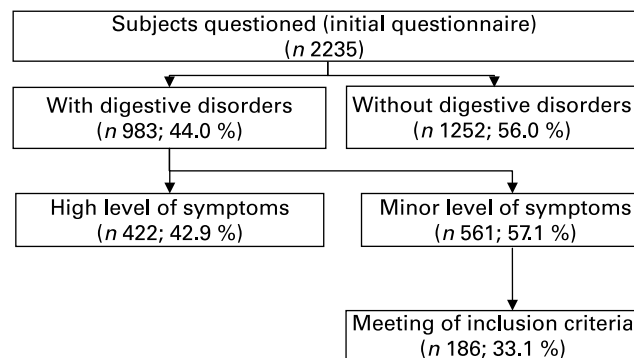 Subjects questioned (initial questionnaire)
(n 2235)
With digestive disorders
(n 983; 44.0 %)
Without digestive disorders
(n 1252; 56.0 %)
High level of symptoms
(n 422; 42.9 %)
Minor level of symptoms
(n 561; 57.1 %)
Meeting of inclusion criteria
(n 186; 33.1 %)